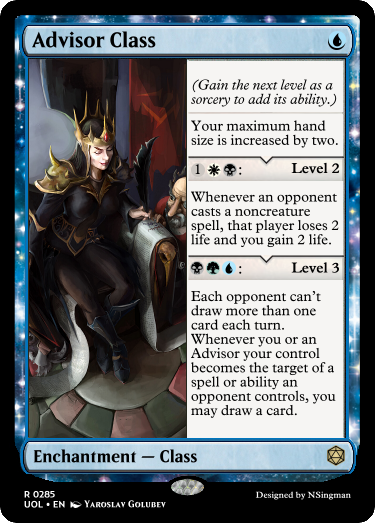 Advisor Class
(Gain the next level as a
sorcery to add its ability.)
Your maximum hand
size is increased by two.
1 :
Level 2
Whenever an opponent
casts a noncreature
spell, that player loses 2
life and you gain 2 life.
:
Level 3
Each opponent can't
draw more than one
card each turn.
Whenever you or an
Advisor your control
becomes the target of a
spell or ability an
opponent controls, you
may draw a card.
Enchantment — Class
R 0285
UOL • EN Yaroslav Golubev
Designed by NSingman